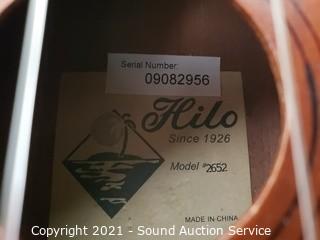 Serial Number:
09082956
Hilo
Since 1926
Model #2652
MADE IN CHINA
Copyright 2021 - Sound Auction Service